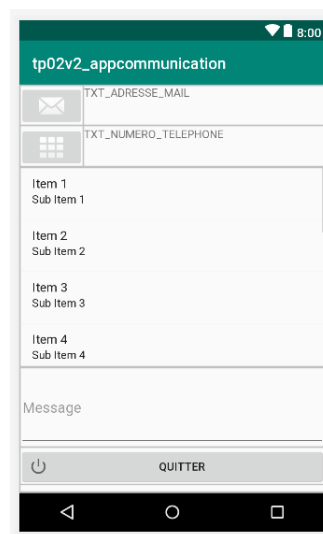 8:00
tp02v2_appcommunication
TXT_ADRESSE_MAIL
TXT_NUMERO_TELEPHONE
Item 1
Sub Item 1
Item 2
Sub Item 2
Item 3
Sub Item 3
Item 4
Sub Item 4
Message
QUITTER